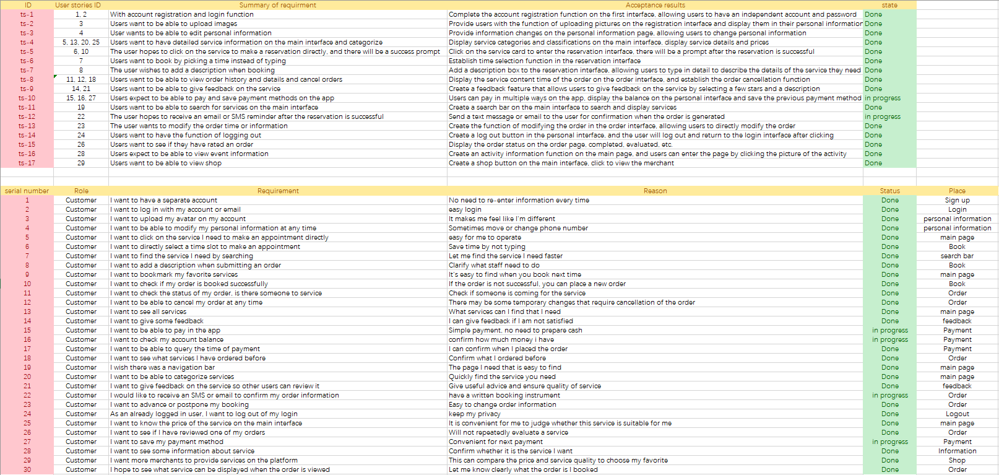 ID User stories ID Summary of requirment Acceptance results state
ts-1 1, 2 With account registration and login function Complete the account registration function on the first interface, allowing users to have an independent account and password Done
ts-2 3 Users want to be able to upload images Provide users with the function of uploading pictures on the registration interface and display them in their personal information Done
ts-3 4 User wants to be able to edit personal information Provide information changes on the personal information page, allowing users to change personal information Done
ts-4 5, 13, 20, 25 Users want to have detailed service information on the main interface and categorize Display service categories and classifications on the main interface, display service details and prices Done
ts-5 6, 10 The user hopes to click on the service to make a reservation directly, and there will be a success prompt Click on the service card to enter the reservation interface, there will be a prompt after the reservation is successful Done
ts-6 7 Users want to book by picking a time instead of typing Establish time selection function in the reservation interface Done
ts-7 8 The user wishes to add a description when booking Add a description box to the reservation interface, allowing users to type in detail to describe the details of the service they need Done
ts-8 11, 12, 18 Users want to be able to view order history and details and cancel orders Display the service content time of the order on the order interface, and establish the order cancellation function Done
ts-9 14, 21 Users want to be able to give feedback on the service Create a feedback feature that allows users to give feedback on the service by selecting a few stars and a description Done
ts-10 15, 16, 27 Users expect to be able to pay and save payment methods on the app Users can pay in multiple ways on the app, display the balance on the personal interface and save the previous payment method in progress
ts-11 19 Users want to be able to search for services on the main interface Create a search bar on the main interface to search and display services Done
ts-12 22 The user hopes to receive an email or SMS reminder after the reservation is successful Send a text message or email to the user for confirmation when the order is generated in progress
ts-13 23 The user wants to modify the order time or information Create the function of modifying the order in the order interface, allowing users to directly modify the order Done
ts-14 24 Users want to have the function of logging out Create a log out button in the personal interface, and the user will log out and return to the login interface after clicking Done
ts-15 26 Users want to see if they have rated an order Display the order status on the order page, completed, evaluated, etc. Done
ts-16 28 Users expect to be able to view event information Create an activity information function on the main page, and users can enter the page by clicking the picture of the activity Done
ts-17 29 Users want to be able to view shop Create a shop button on the main interface, click to view the merchant Done
serial number Role Requirement Reason Status Place
1 Customer I want to have a separate account No need to re-enter information every time Done Sign up
2 Customer I want to log in with my account or email easy login Done Login
3 Customer I want to upload my avatar on my account It makes me feel like I'm different Done personal information
4 Customer I want to be able to modify my personal information at any time Sometimes move or change phone number Done personal information
5 Customer I want to click on the service I need to make an appointment directly easy for me to operate Done main page
6 Customer I want to directly select a time slot to make an appointment Save time by not typing Done Book
7 Customer I want to find the service I need by searching Let me find the service I need faster Done search bar
8 Customer I want to add a description when submitting an order Clarify what staff need to do Done Book
9 Customer I want to bookmark my favorite services It's easy to find when you book next time Done main page
10 Customer I want to check if my order is booked successfully If the order is not successful, you can place a new order Done Book
11 Customer I want to check the status of my order, is there someone to service Check if someone is coming for the service Done Order
12 Customer I want to be able to cancel my order at any time There may be some temporary changes that require cancellation of the order Done Order
13 Customer I want to see all services What services can I find that I need Done main page
14 Customer I want to give some feedback I can give feedback if I am not satisfied Done feedback
15 Customer I want to be able to pay in the app Simple payment, no need to prepare cash in progress Payment
16 Customer I want to check my account balance confirm how much money i have in progress Payment
17 Customer I want to be able to query the time of payment I can confirm when I placed the order Done Payment
18 Customer I want to see what services I have ordered before Confirm what I ordered before Done Order
19 Customer I wish there was a navigation bar The page I need that is easy to find Done main page
20 Customer I want to be able to categorize services Quickly find the service you need Done main page
21 Customer I want to give feedback on the service so other users can review it Give useful advice and ensure quality of service Done feedback
22 Customer I would like to receive an SMS or email to confirm my order information have a written booking instrument in progress Order
23 Customer I want to advance or postpone my booking Easy to change order information Done Order
24 Customer As an already logged in user, I want to log out of my login keep my privacy Done Logout
25 Customer I want to know the price of the service on the main interface It is convenient for me to judge whether this service is suitable for me Done main page
26 Customer I want to see if I have reviewed one of my orders Will not repeatedly evaluate a service Done Order
27 Customer I want to save my payment method Convenient for next payment in progress Payment
28 Customer I want to see some information about service Confirm whether it is the service I want Done Information
29 Customer I want more merchants to provide services on the platform This can compare the price and service quality to choose my favorite Done Shop
30 Customer I hope to see what service can be displayed when the order is viewed Let me know clearly what the order is I booked Done Order